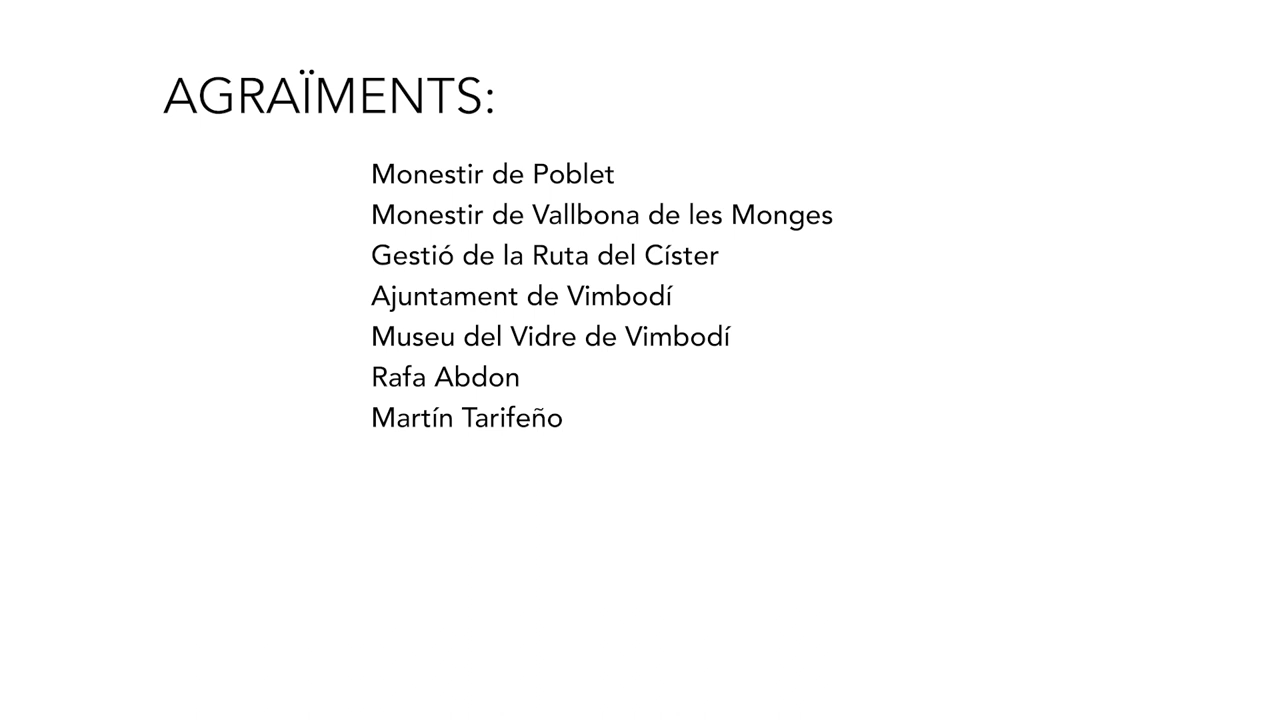 AGRAÏMENTS:
Monestir de Poblet
Monestir de Vallbona de les Monges
Gestió de la Ruta del Císter
Ajuntament de Vimbodí
Museu del Vidre de Vimbodí
Rafa Abdon
Martín Tarifeño